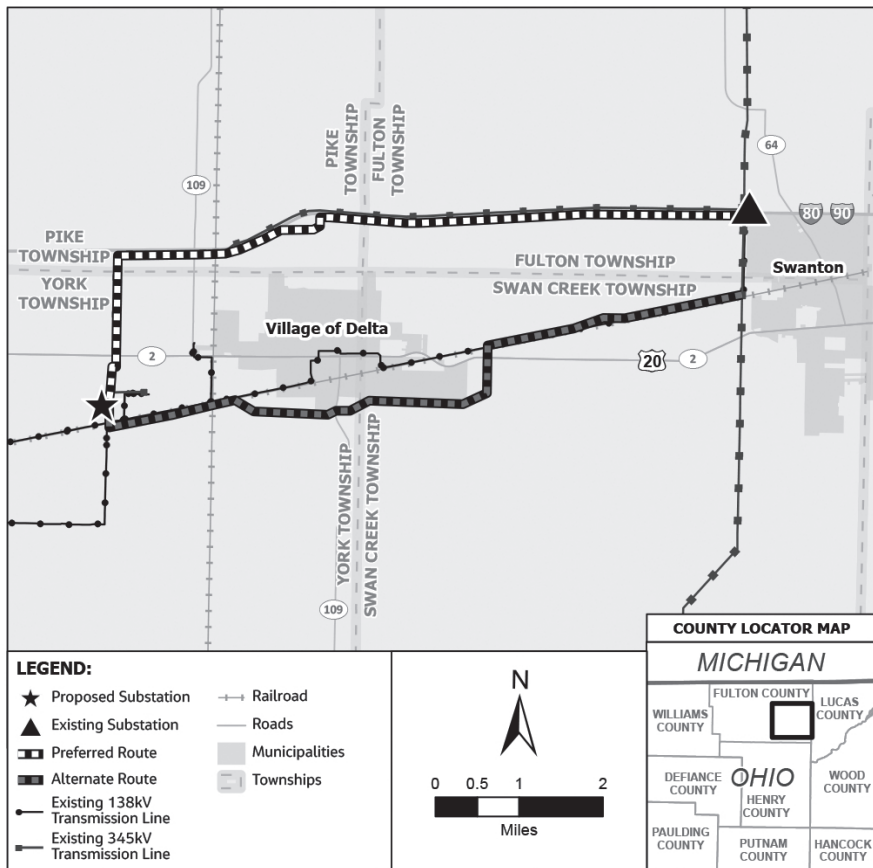 PIKE
TOWNSHIP
FULTON
TOWNSHIP
64
109
80
90
PIKE
TOWNSHIP
YORK
TOWNSHIP
FULTON TOWNSHIP
SWAN CREEK TOWNSHIP
Swanton
Village of Delta
2
20
2
YORK TOWNSHIP
SWAN CREEK TOWNSHIP
109
LEGEND:
Proposed Substation
Existing Substation
Preferred Route
Alternate Route
Existing 138kV
Transmission Line
Existing 345kV
Transmission Line
Railroad
Roads
Municipalities
Townships
N
0 0.5 1 2
Miles
COUNTY LOCATOR MAP
MICHIGAN
FULTON COUNTY
LUCAS
COUNTY
WILLIAMS
COUNTY
DEFIANCE
COUNTY
OHIO
HENRY
COUNTY
WOOD
COUNTY
PAULDING
COUNTY
PUTNAM
COUNTY
HANCOCK
COUNTY